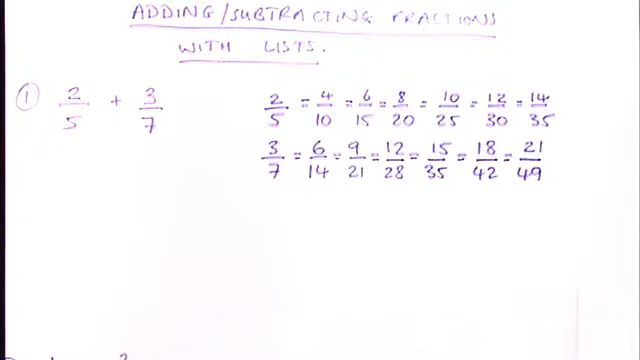 ADDING/SUBTRACTING FRACTIONS
WITH LISTS.
① 2/5 + 3/7
2/5 = 4/10 = 6/15 = 8/20 = 10/25 = 12/30 = 14/35
3/7 = 6/14 = 9/21 = 12/28 = 15/35 = 18/42 = 21/49